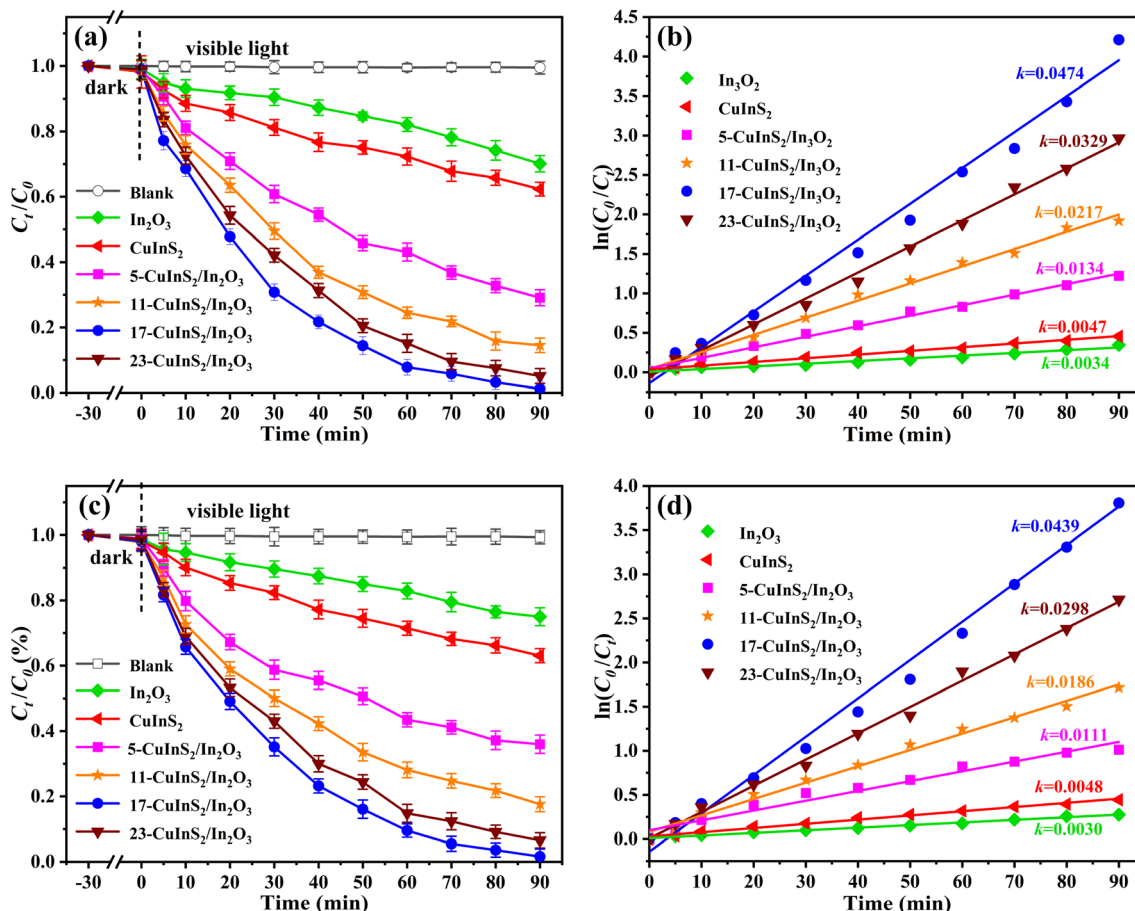 (a)
visible light
dark
Blank
In₂O₃
CuInS₂
5-CuInS₂/In₂O₃
11-CuInS₂/In₂O₃
17-CuInS₂/In₂O₃
23-CuInS₂/In₂O₃
Cₜ/C₀
1.0
0.8
0.6
0.4
0.2
0.0
-30 0 10 20 30 40 50 60 70 80 90
Time (min)
(b)
In₃O₂
CuInS₂
5-CuInS₂/In₃O₂
11-CuInS₂/In₃O₂
17-CuInS₂/In₃O₂
23-CuInS₂/In₃O₂
k=0.0474
k=0.0329
k=0.0217
k=0.0134
k=0.0047
k=0.0034
ln(C₀/Cₜ)
4.5
4.0
3.5
3.0
2.5
2.0
1.5
1.0
0.5
0.0
0 10 20 30 40 50 60 70 80 90
Time (min)
(c)
visible light
dark
Blank
In₂O₃
CuInS₂
5-CuInS₂/In₂O₃
11-CuInS₂/In₂O₃
17-CuInS₂/In₂O₃
23-CuInS₂/In₂O₃
Cₜ/C₀(%)
1.0
0.8
0.6
0.4
0.2
0.0
-30 0 10 20 30 40 50 60 70 80 90
Time (min)
(d)
In₂O₃
CuInS₂
5-CuInS₂/In₂O₃
11-CuInS₂/In₂O₃
17-CuInS₂/In₂O₃
23-CuInS₂/In₂O₃
k=0.0439
k=0.0298
k=0.0186
k=0.0111
k=0.0048
k=0.0030
ln(C₀/Cₜ)
4.0
3.5
3.0
2.5
2.0
1.5
1.0
0.5
0.0
0 10 20 30 40 50 60 70 80 90
Time (min)